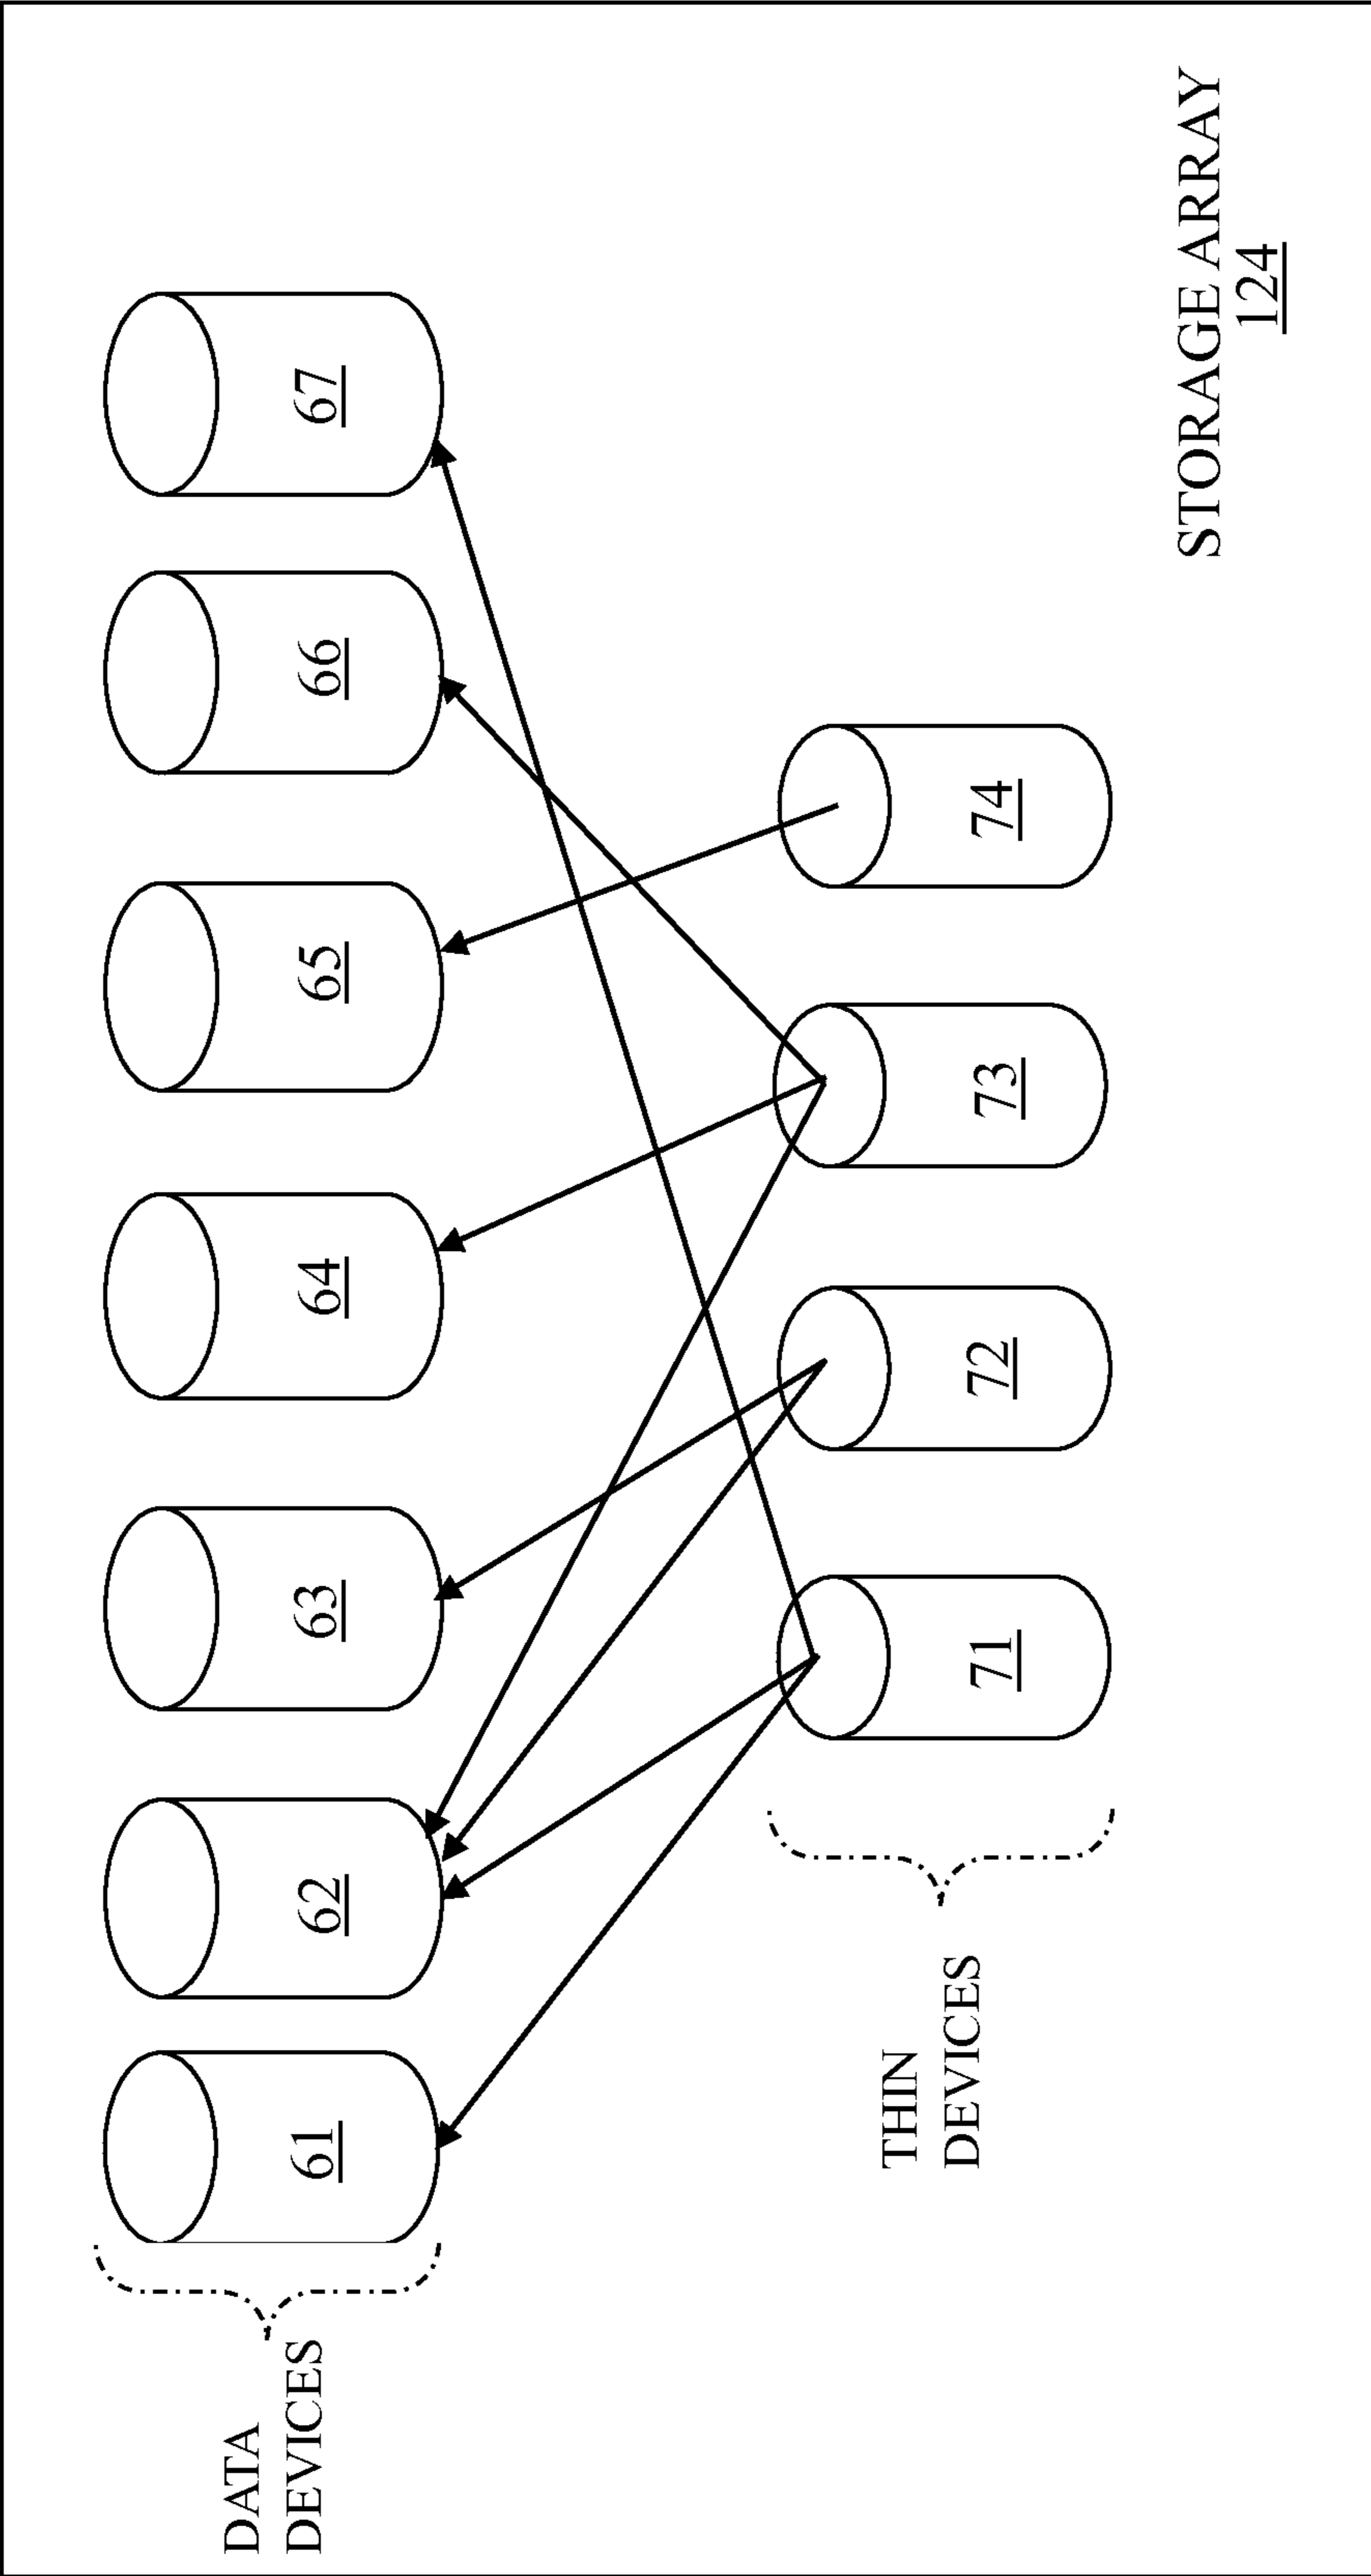 DATA
DEVICES
61
62
63
64
65
66
67
THIN
DEVICES
71
72
73
74
STORAGE ARRAY
124